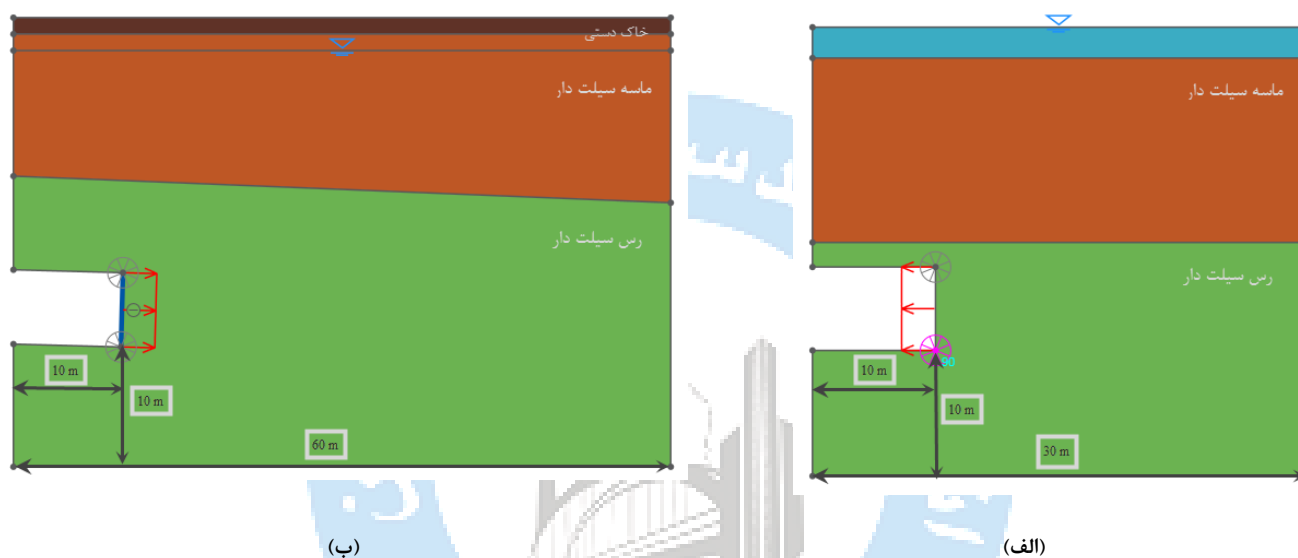 خاک دستی
ماسه سیلت دار
رس سیلت دار
10 m
10 m
60 m
(ب)
ماسه سیلت دار
رس سیلت دار
90
10 m
10 m
30 m
(الف)